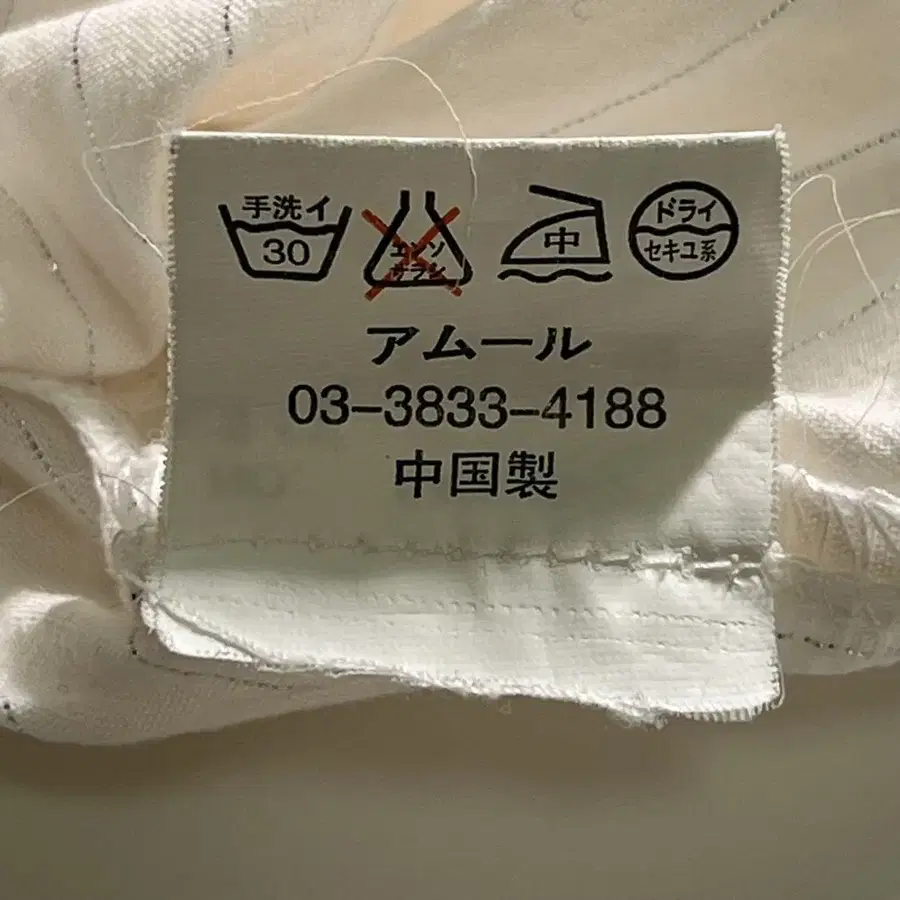 手洗イ
30
エンソ
サラシ
中
ドライ
セキユ系
アムール
03-3833-4188
中国製